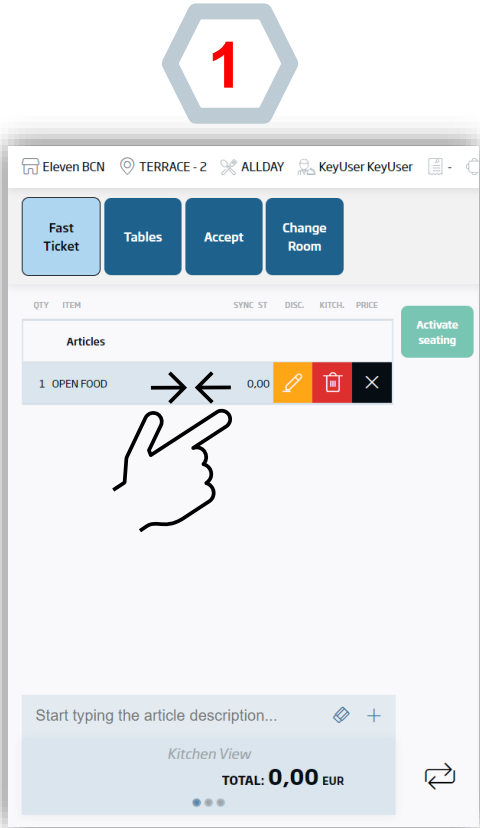 1
Eleven BCN TERRACE - 2 ALLDAY KeyUser KeyUser -
Fast
Ticket
Tables
Accept
Change
Room
QTY ITEM SYNC ST DISC. KITCH. PRICE
Activate
seating
Articles
1 OPEN FOOD 0,00
Start typing the article description...
Kitchen View
TOTAL: 0,00 EUR